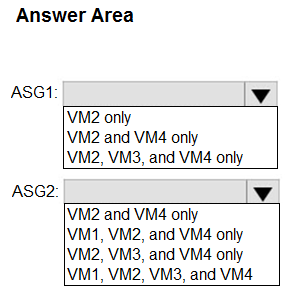 Answer Area
ASG1:
VM2 only
VM2 and VM4 only
VM2, VM3, and VM4 only
ASG2:
VM2 and VM4 only
VM1, VM2, and VM4 only
VM2, VM3, and VM4 only
VM1, VM2, VM3, and VM4